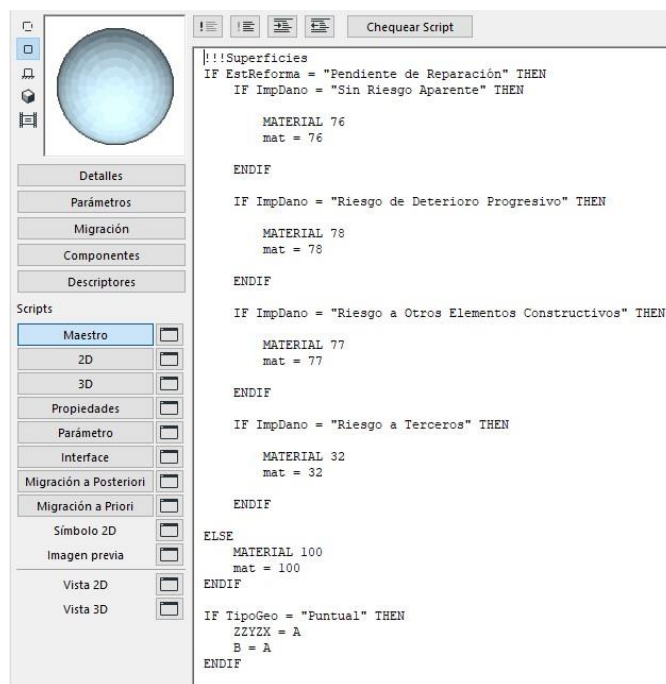 Chequear Script
Detalles
Parámetros
Migración
Componentes
Descriptores
Scripts
Maestro
2D
3D
Propiedades
Parámetro
Interface
Migración a Posteriori
Migración a Priori
Símbolo 2D
Imagen previa
Vista 2D
Vista 3D
!!!Superficies
IF EstReforma = "Pendiente de Reparación" THEN
IF ImpDano = "Sin Riesgo Aparente" THEN
MATERIAL 76
mat = 76
ENDIF
IF ImpDano = "Riesgo de Deterioro Progresivo" THEN
MATERIAL 78
mat = 78
ENDIF
IF ImpDano = "Riesgo a Otros Elementos Constructivos" THEN
MATERIAL 77
mat = 77
ENDIF
IF ImpDano = "Riesgo a Terceros" THEN
MATERIAL 32
mat = 32
ENDIF
ELSE
MATERIAL 100
mat = 100
ENDIF
IF TipoGeo = "Puntual" THEN
ZZYZX = A
B = A
ENDIF